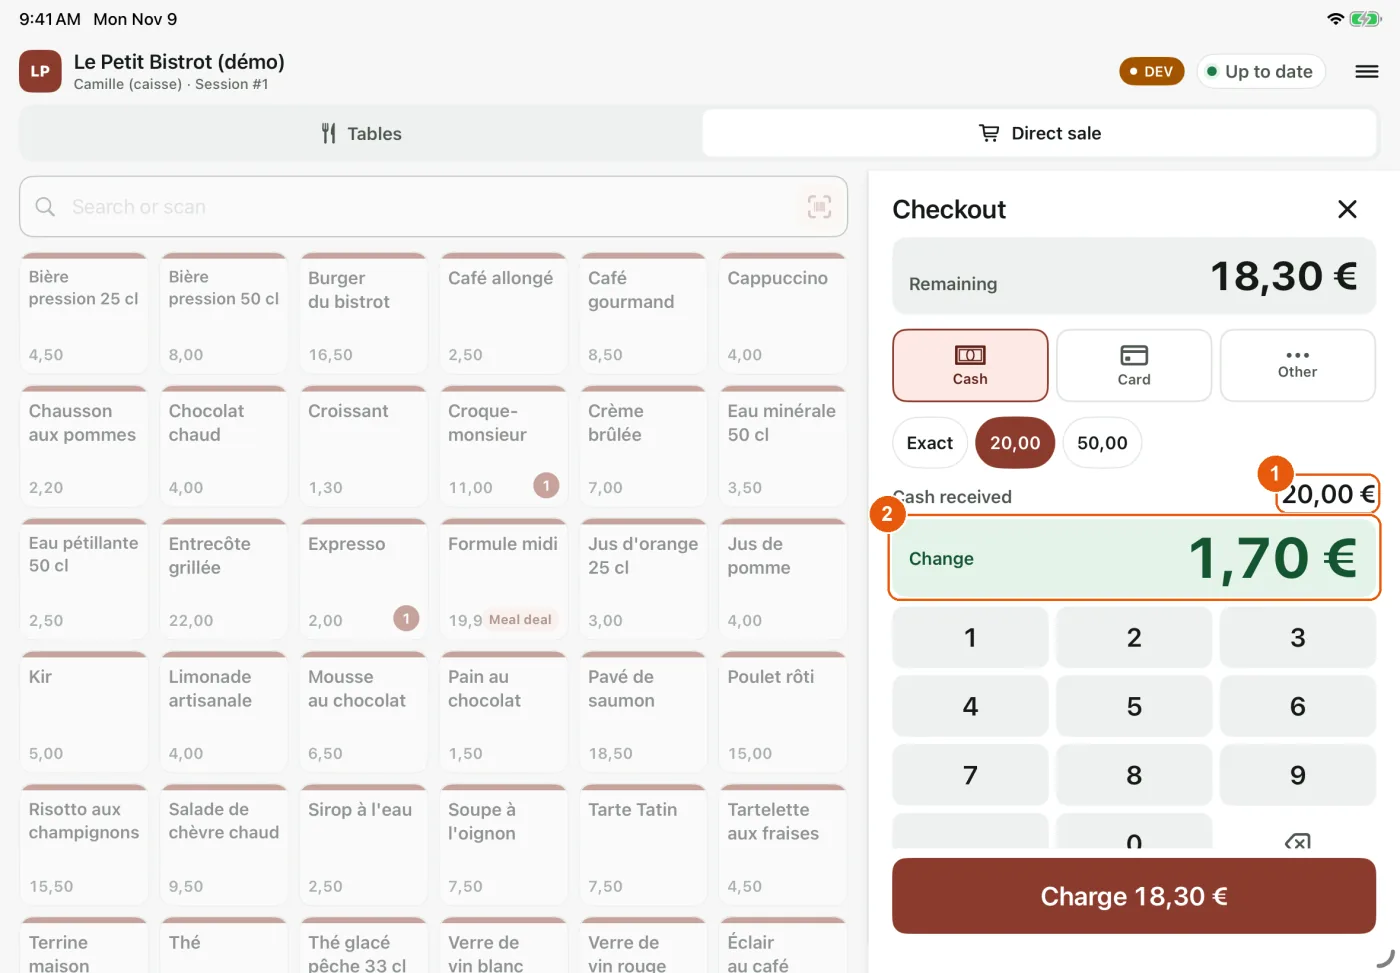 9:41 AM Mon Nov 9
LP
Le Petit Bistrot (démo)
Camille (caisse) · Session #1
DEV
Up to date
Tables
Direct sale
Search or scan
Bière
pression 25 cl
4,50
Bière
pression 50 cl
8,00
Burger
du bistrot
16,50
Café allongé
2,50
Café
gourmand
8,50
Cappuccino
4,00
Chausson
aux pommes
2,20
Chocolat
chaud
4,00
Croissant
1,30
Croque-
monsieur
11,00
1
Crème
brûlée
7,00
Eau minérale
50 cl
3,50
Eau pétillante
50 cl
2,50
Entrecôte
grillée
22,00
Expresso
2,00
1
Formule midi
19,9
Meal deal
Jus d'orange
25 cl
3,00
Jus de
pomme
4,00
Kir
5,00
Limonade
artisanale
4,00
Mousse
au chocolat
6,50
Pain au
chocolat
1,50
Pavé de
saumon
18,50
Poulet rôti
15,00
Risotto aux
champignons
15,50
Salade de
chèvre chaud
9,50
Sirop à l'eau
2,50
Soupe à
l'oignon
7,50
Tarte Tatin
7,50
Tartelette
aux fraises
4,50
Terrine
maison
Thé
Thé glacé
pêche 33 cl
Verre de
vin blanc
Verre de
vin rouge
Éclair
au café
Checkout
Remaining
18,30 €
Cash
Card
Other
Exact
20,00
50,00
1
Cash received
20,00 €
2
Change
1,70 €
1
2
3
4
5
6
7
8
9
0
Charge 18,30 €